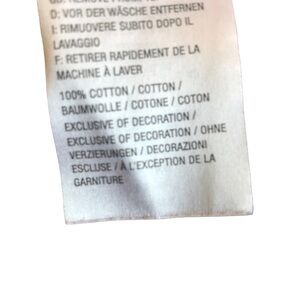 D: VOR DER WÄSCHE ENTFERNEN
I: RIMUOVERE SUBITO DOPO IL
LAVAGGIO
F: RETIRER RAPIDEMENT DE LA
MACHINE À LAVER
100% COTTON / COTTON /
BAUMWOLLE / COTONE / COTON
EXCLUSIVE OF DECORATION /
EXCLUSIVE OF DECORATION / OHNE
VERZIERUNGEN / DECORAZIONI
ESCLUSE / À L'EXCEPTION DE LA
GARNITURE